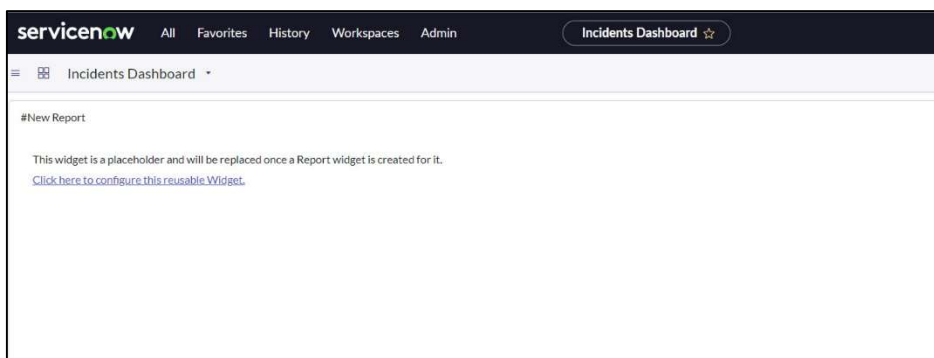 servicenow All Favorites History Workspaces Admin Incidents Dashboard
Incidents Dashboard
#New Report
This widget is a placeholder and will be replaced once a Report widget is created for it.
Click here to configure this reusable Widget.